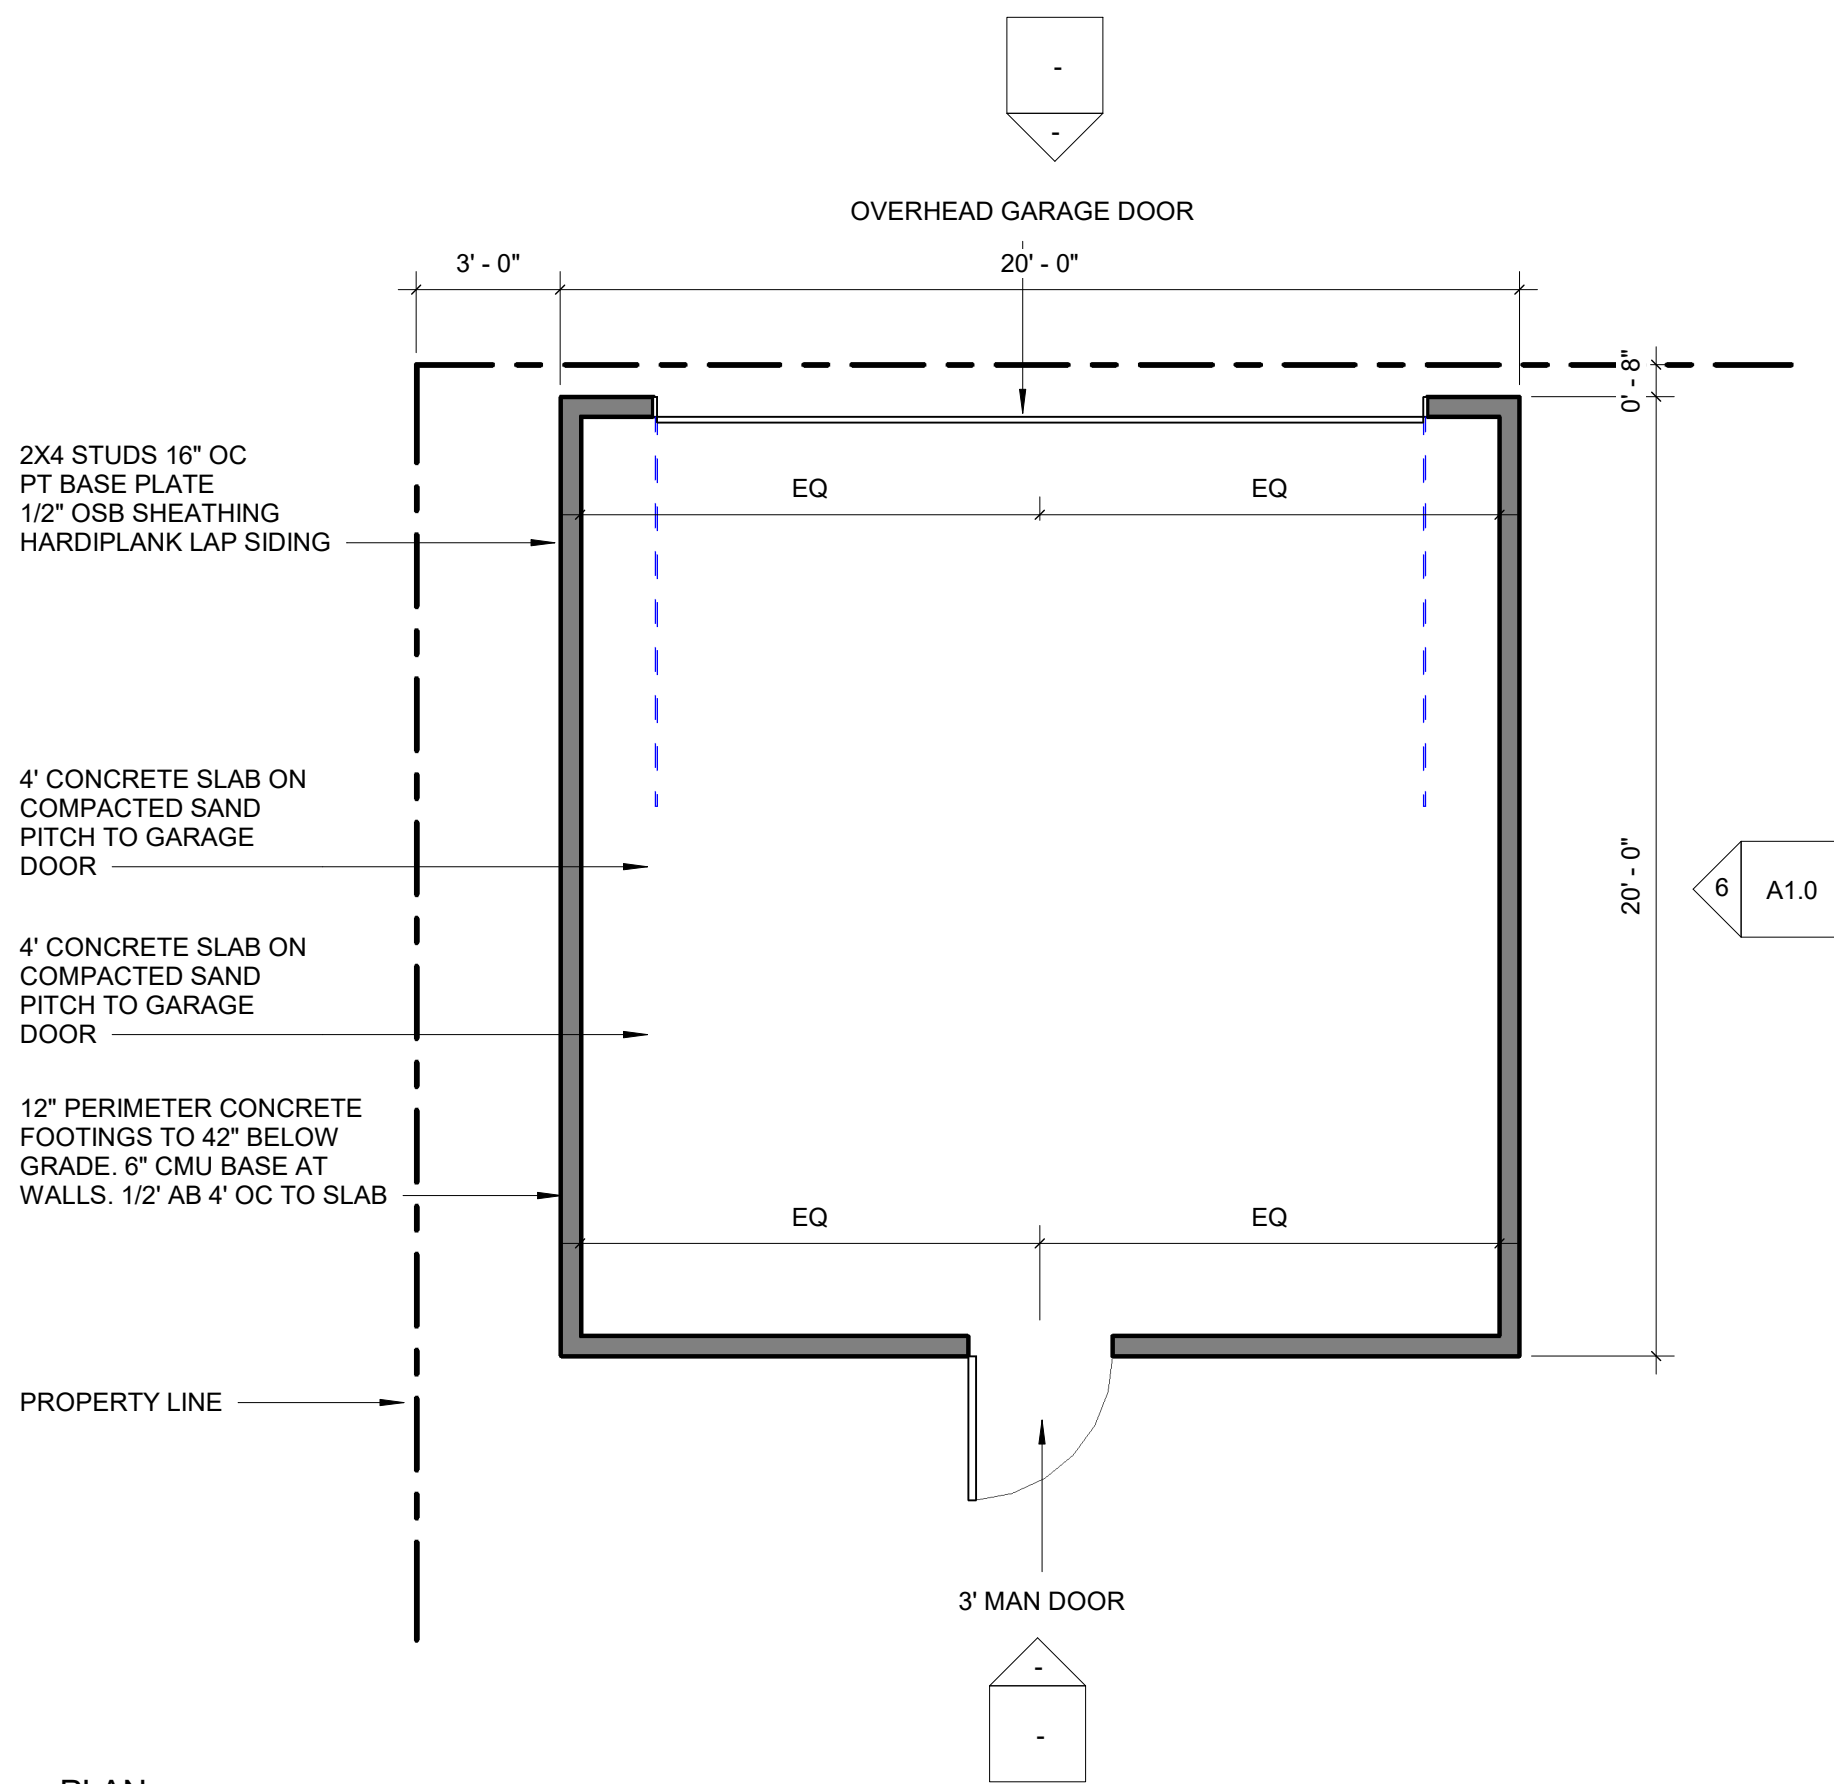 -
-
OVERHEAD GARAGE DOOR
3' - 0"
20' - 0"
0' - 8"
2X4 STUDS 16" OC
PT BASE PLATE
1/2" OSB SHEATHING
HARDIPLANK LAP SIDING
EQ
EQ
4' CONCRETE SLAB ON
COMPACTED SAND
PITCH TO GARAGE
DOOR
20' - 0"
6
A1.0
4' CONCRETE SLAB ON
COMPACTED SAND
PITCH TO GARAGE
DOOR
12" PERIMETER CONCRETE
FOOTINGS TO 42" BELOW
GRADE. 6" CMU BASE AT
WALLS. 1/2' AB 4' OC TO SLAB
EQ
EQ
PROPERTY LINE
3' MAN DOOR
-
-
PLAN